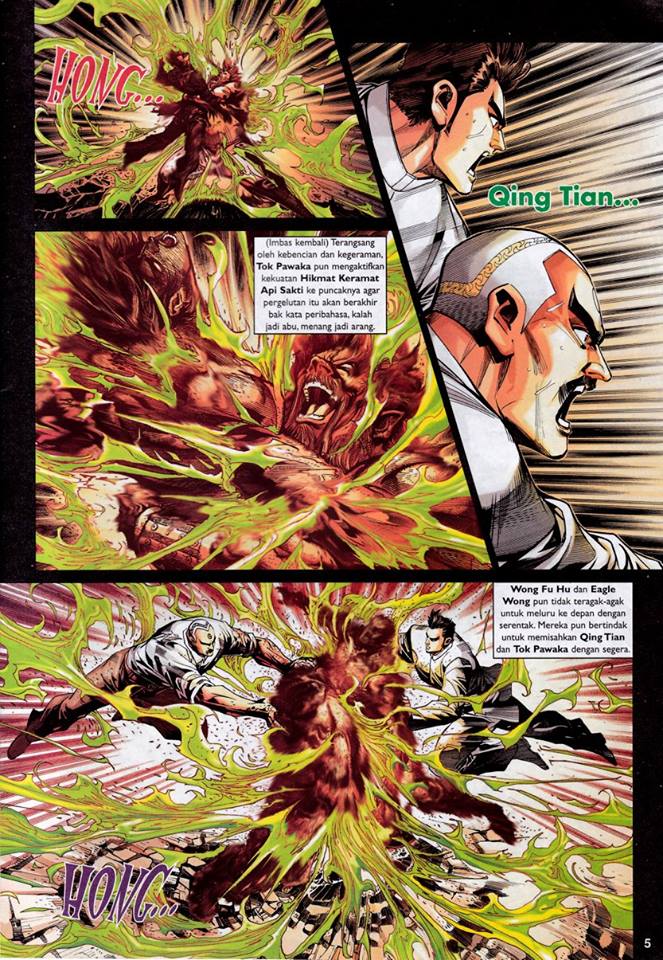 HONG...
Qing Tian...
(Imbas kembali) Terangsang
oleh kebencian dan kegeraman,
Tok Pawaka pun mengaktifkan
kekuatan Hikmat Keramat
Api Sakti ke puncaknya agar
pergelutan itu akan berakhir
bak kata peribahasa, kalah
jadi abu, menang jadi arang.
Wong Fu Hu dan Eagle
Wong pun tidak teragak-agak
untuk meluru ke depan dengan
serentak. Mereka pun bertindak
untuk memisahkan Qing Tian
dan Tok Pawaka dengan segera.
HONG...
5